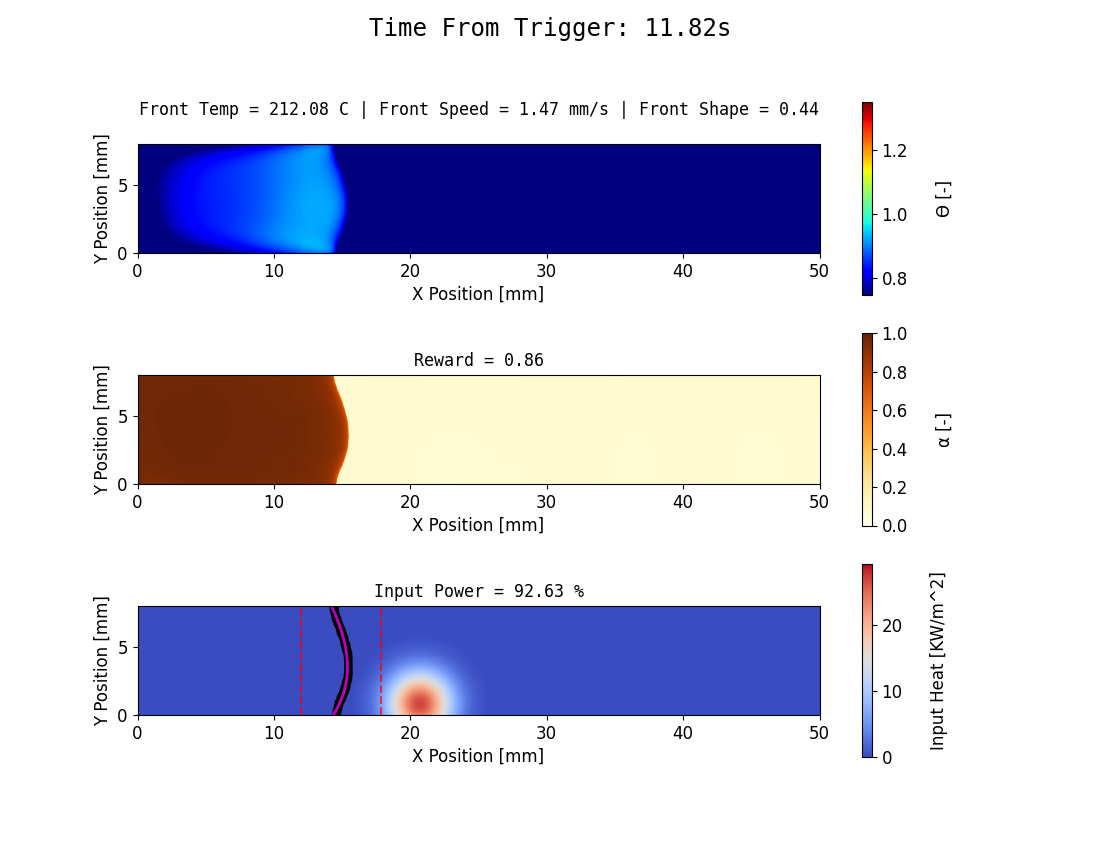 Time From Trigger: 11.82s
Front Temp = 212.08 C | Front Speed = 1.47 mm/s | Front Shape = 0.44
Y Position [mm]
5
0
0 10 20 30 40 50
X Position [mm]
1.2
1.0
0.8
Θ [-]
Reward = 0.86
Y Position [mm]
5
0
0 10 20 30 40 50
X Position [mm]
1.0
0.8
0.6
0.4
0.2
0.0
α [-]
Input Power = 92.63 %
Y Position [mm]
5
0
0 10 20 30 40 50
X Position [mm]
20
10
0
Input Heat [KW/m^2]